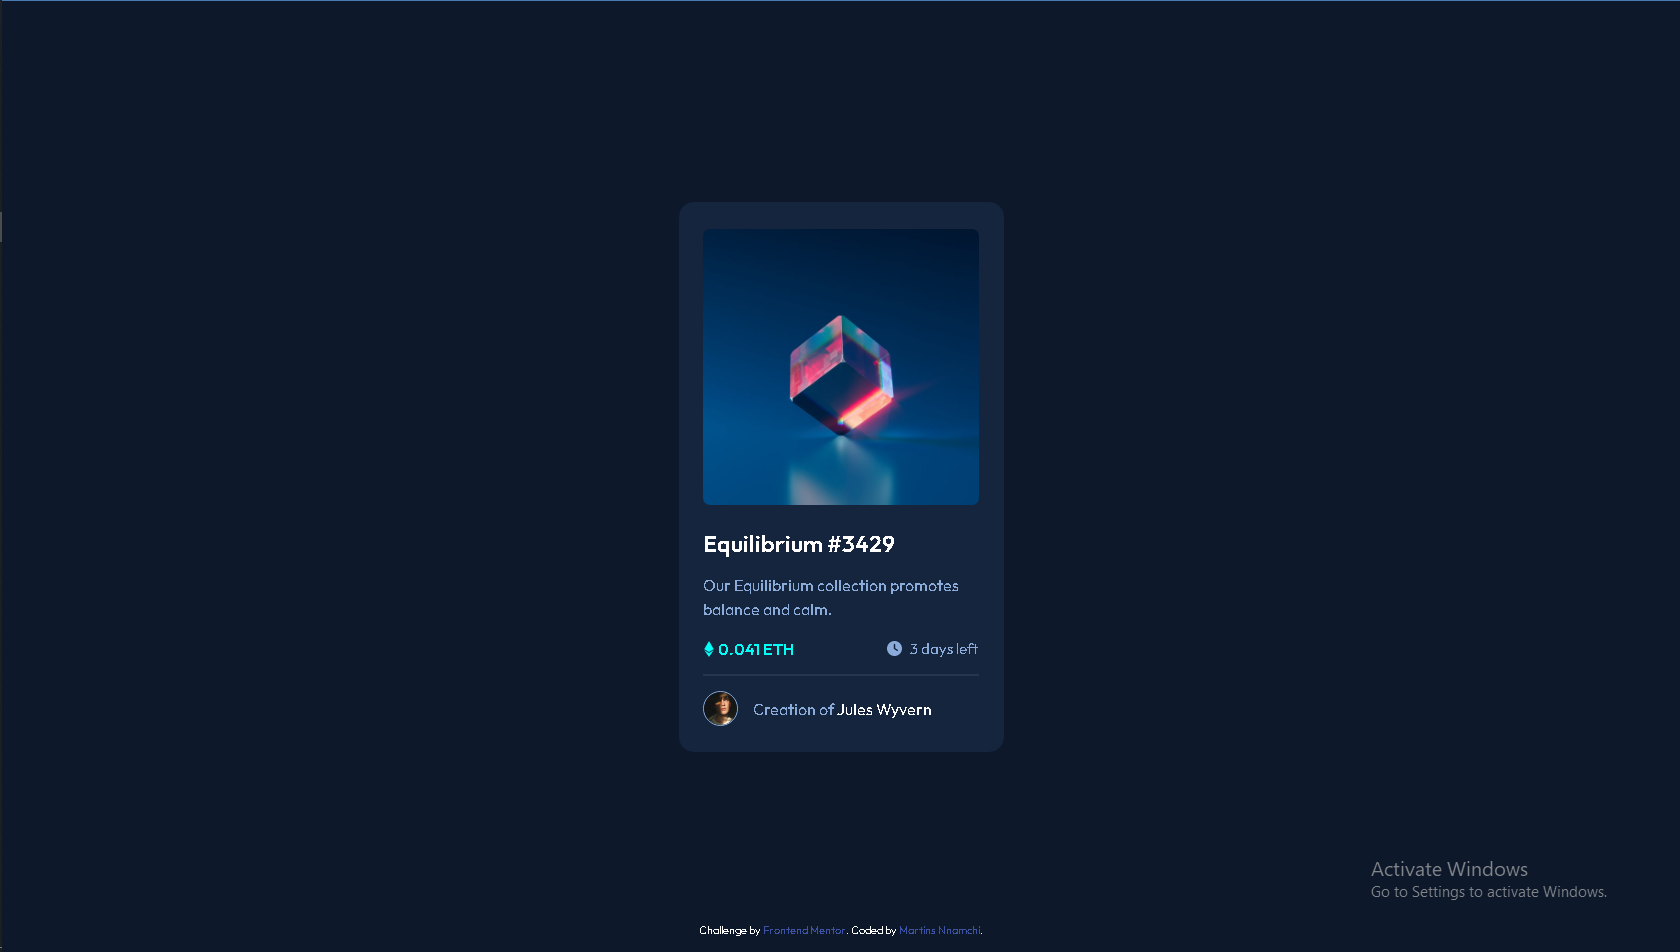 Equilibrium #3429
Our Equilibrium collection promotes
balance and calm.
0.041 ETH
3 days left
Creation of Jules Wyvern
Activate Windows
Go to Settings to activate Windows.
Challenge by Frontend Mentor. Coded by Martins Nnamchi.